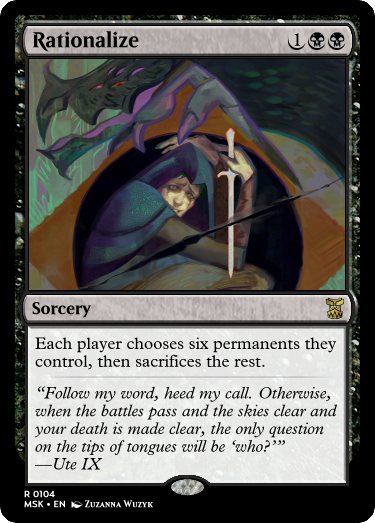 Rationalize 1
Sorcery
Each player chooses six permanents they
control, then sacrifices the rest.
“Follow my word, heed my call. Otherwise,
when the battles pass and the skies clear and
your death is made clear, the only question
on the tips of tongues will be ‘who?’”
—Ute IX
R 0104
MSK • EN Zuzanna Wuzyk